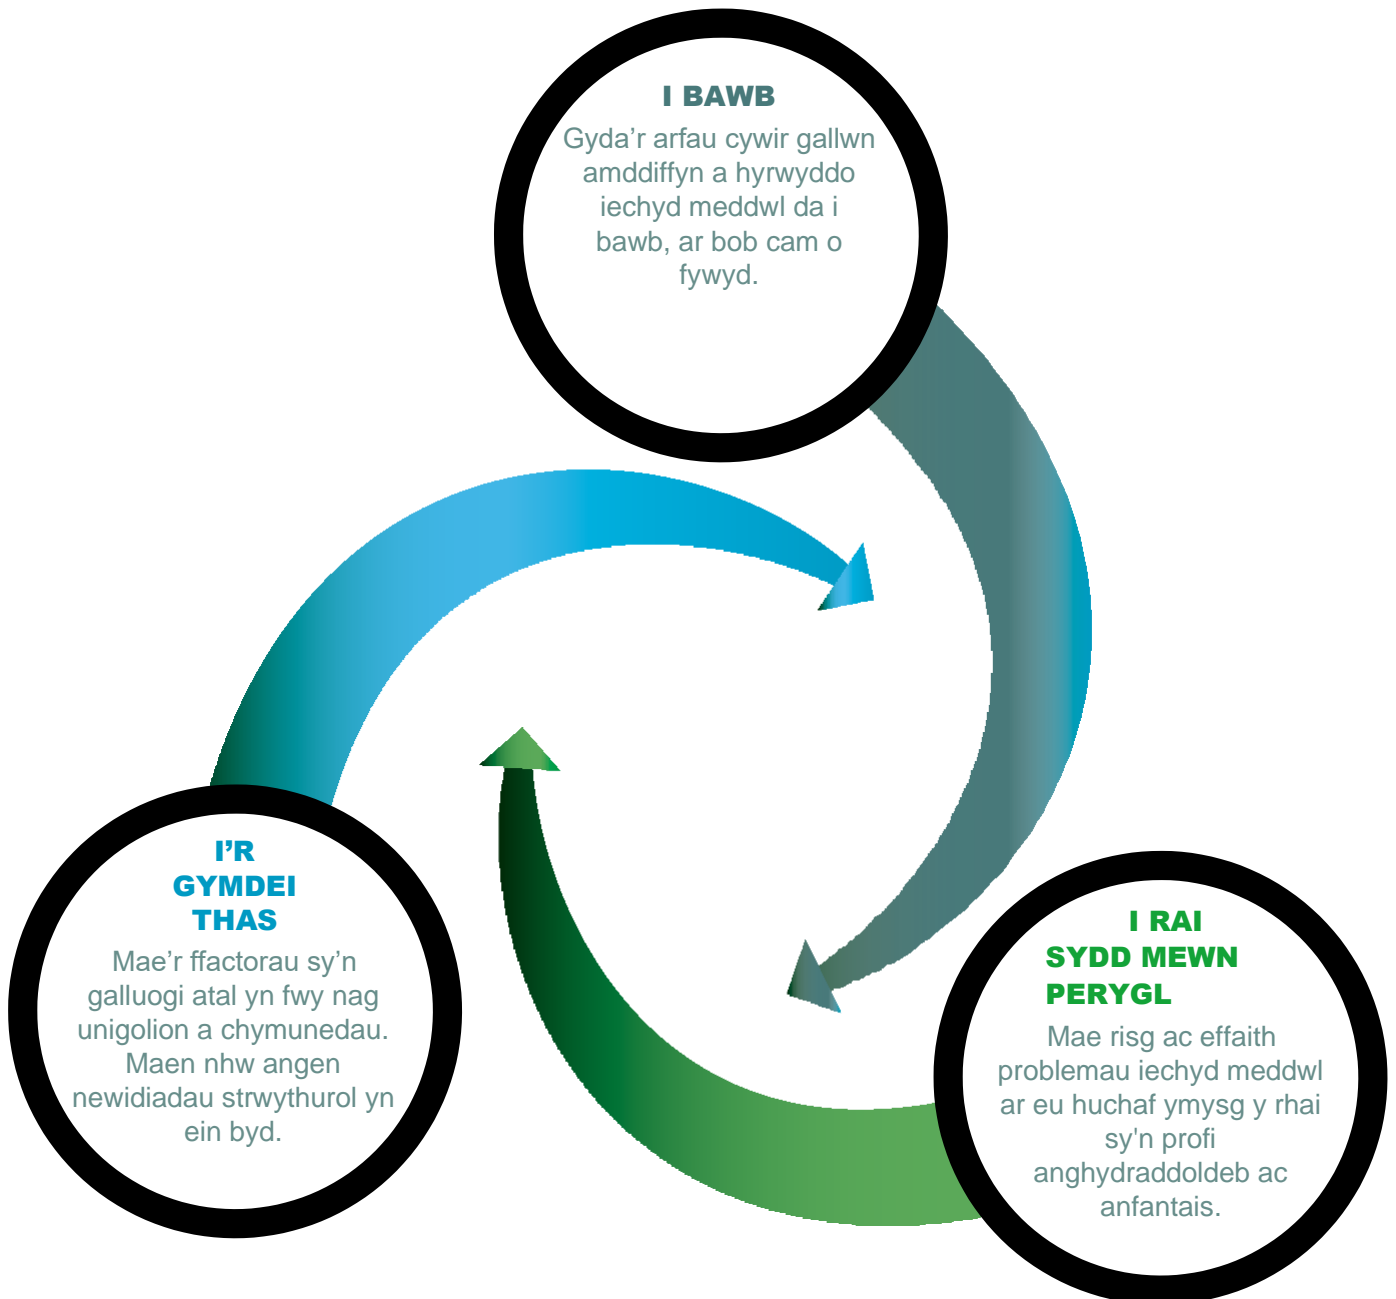 I BAWB
Gyda’r arfau cywir gallwn
amddiffyn a hyrwyddo
iechyd meddwl da i
bawb, ar bob cam o
fywyd.
I’R
GYMDEI
THAS
Mae’r ffactorau sy’n
galluogi atal yn fwy nag
unigolion a chymunedau.
Maen nhw angen
newidiadau strwythurol yn
ein byd.
I RAI
SYDD MEWN
PERYGL
Mae risg ac effaith
problemau iechyd meddwl
ar eu huchaf ymysg y rhai
sy'n profi
anghydraddoldeb ac
anfantais.